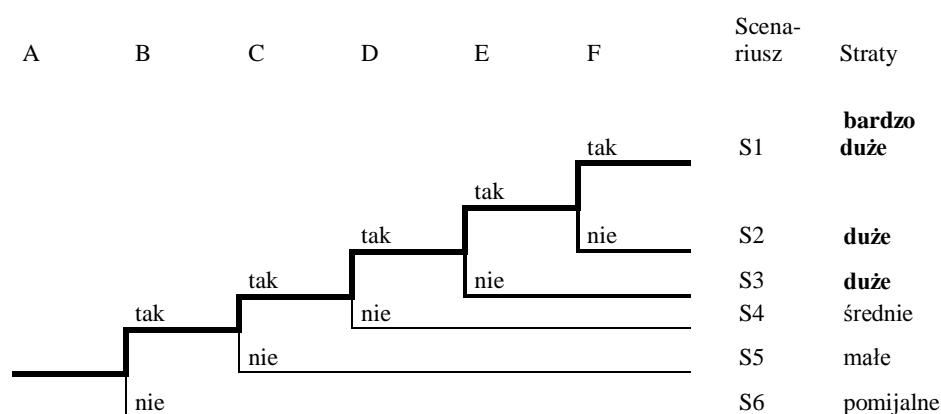 A B C D E F Scena-
riusz Straty
bardzo
tak S1 duże
tak
tak nie S2 duże
tak nie S3 duże
tak nie S4 średnie
nie S5 małe
nie S6 pomijalne